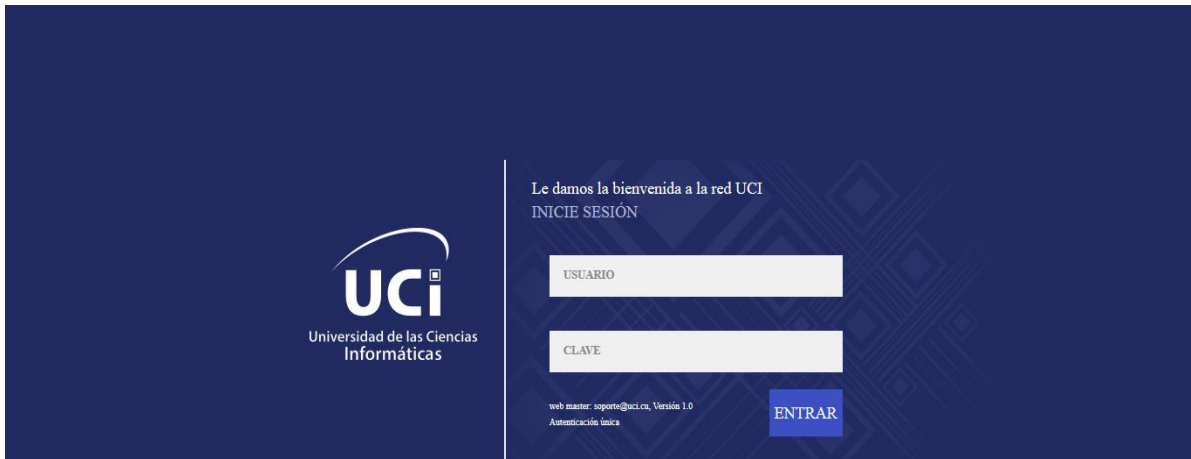 UCi
Universidad de las Ciencias
Informáticas
Le damos la bienvenida a la red UCI
INICIE SESIÓN
USUARIO
CLAVE
web master: soporte@uci.cu, Versión 1.0
Autenticación única
ENTRAR